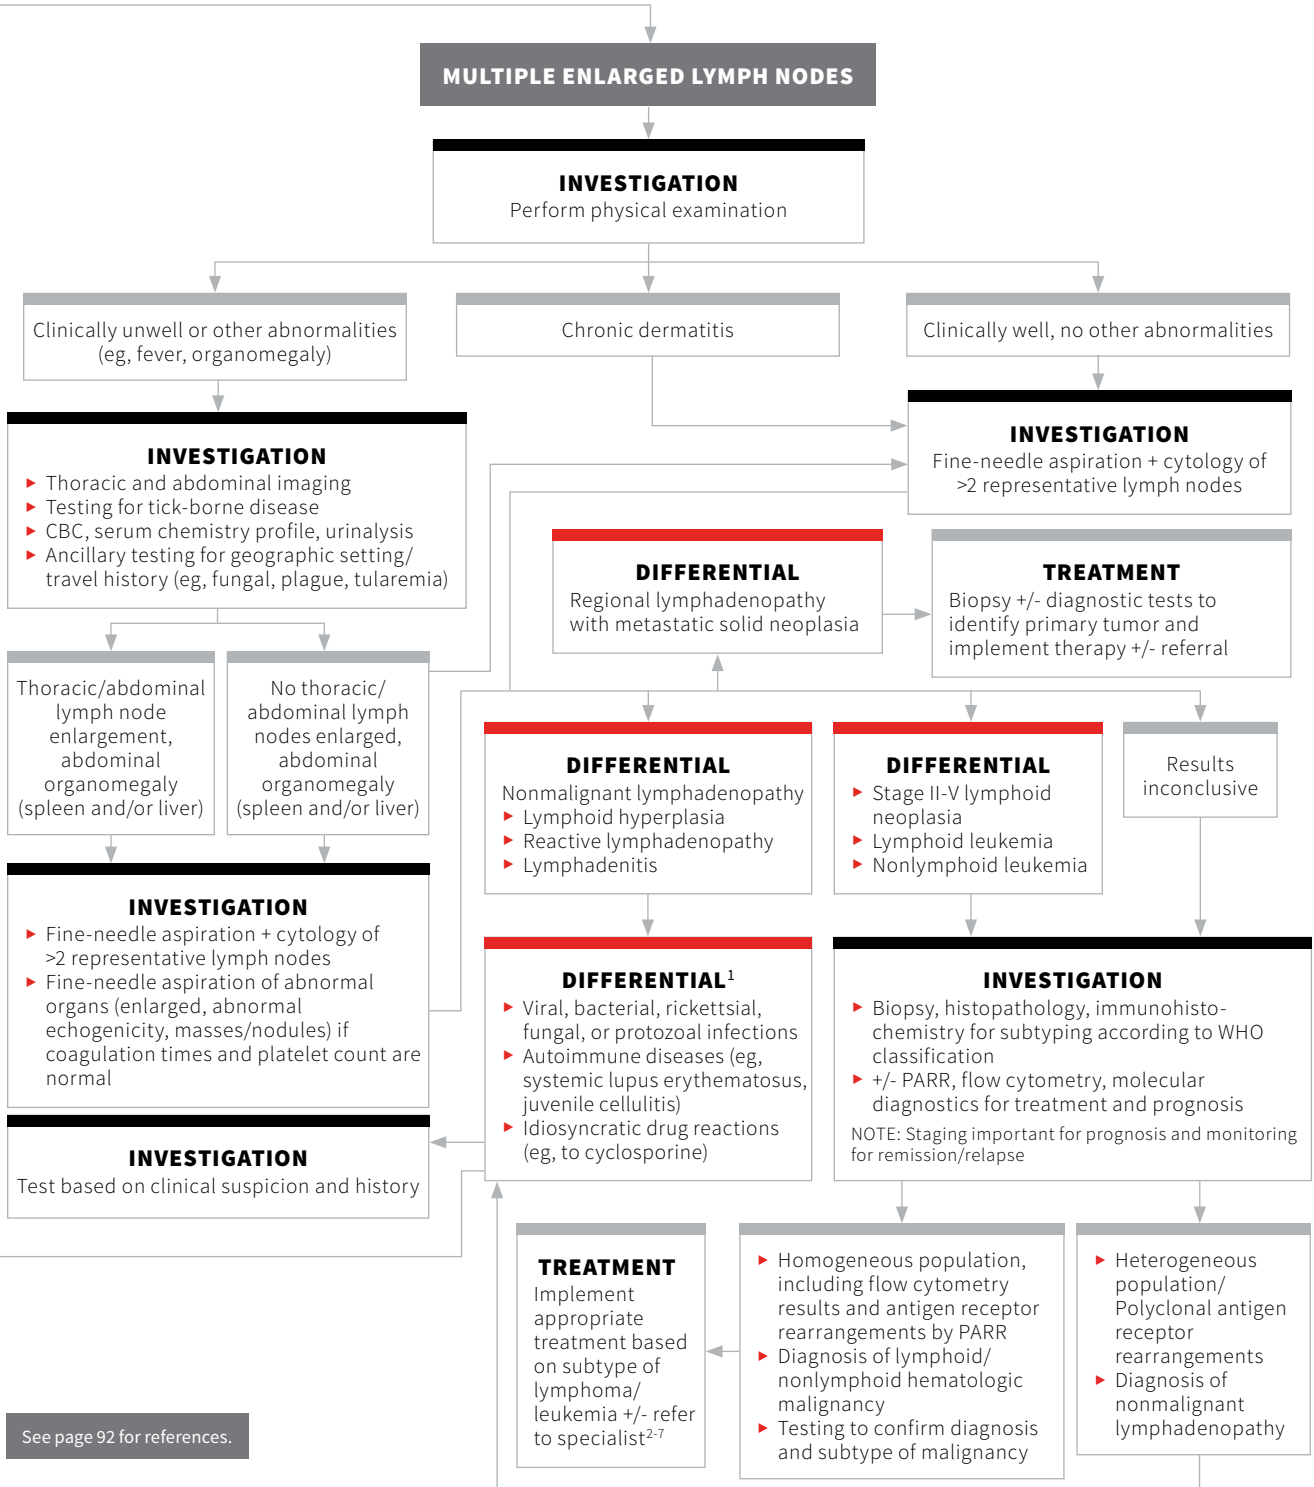 MULTIPLE ENLARGED LYMPH NODES
INVESTIGATION
Perform physical examination
Clinically unwell or other abnormalities
(eg, fever, organomegaly)
Chronic dermatitis
Clinically well, no other abnormalities
INVESTIGATION
► Thoracic and abdominal imaging
► Testing for tick-borne disease
► CBC, serum chemistry profile, urinalysis
► Ancillary testing for geographic setting/
travel history (eg, fungal, plague, tularemia)
INVESTIGATION
Fine-needle aspiration + cytology of
>2 representative lymph nodes
DIFFERENTIAL
Regional lymphadenopathy
with metastatic solid neoplasia
TREATMENT
Biopsy +/- diagnostic tests to
identify primary tumor and
implement therapy +/- referral
Thoracic/abdominal
lymph node
enlargement,
abdominal
organomegaly
(spleen and/or liver)
No thoracic/
abdominal lymph
nodes enlarged,
abdominal
organomegaly
(spleen and/or liver)
DIFFERENTIAL
Nonmalignant lymphadenopathy
► Lymphoid hyperplasia
► Reactive lymphadenopathy
► Lymphadenitis
DIFFERENTIAL
► Stage II-V lymphoid
neoplasia
► Lymphoid leukemia
► Nonlymphoid leukemia
Results
inconclusive
INVESTIGATION
► Fine-needle aspiration + cytology of
>2 representative lymph nodes
► Fine-needle aspiration of abnormal
organs (enlarged, abnormal
echogenicity, masses/nodules) if
coagulation times and platelet count are
normal
DIFFERENTIAL¹
► Viral, bacterial, rickettsial,
fungal, or protozoal infections
► Autoimmune diseases (eg,
systemic lupus erythematosus,
juvenile cellulitis)
► Idiosyncratic drug reactions
(eg, to cyclosporine)
INVESTIGATION
► Biopsy, histopathology, immunohisto-
chemistry for subtyping according to WHO
classification
► +/- PARR, flow cytometry, molecular
diagnostics for treatment and prognosis
NOTE: Staging important for prognosis and monitoring
for remission/relapse
INVESTIGATION
Test based on clinical suspicion and history
TREATMENT
Implement
appropriate
treatment based
on subtype of
lymphoma/
leukemia +/- refer
to specialist²⁻⁷
► Homogeneous population,
including flow cytometry
results and antigen receptor
rearrangements by PARR
► Diagnosis of lymphoid/
nonlymphoid hematologic
malignancy
► Testing to confirm diagnosis
and subtype of malignancy
► Heterogeneous
population/
Polyclonal antigen
receptor
rearrangements
► Diagnosis of
nonmalignant
lymphadenopathy
See page 92 for references.